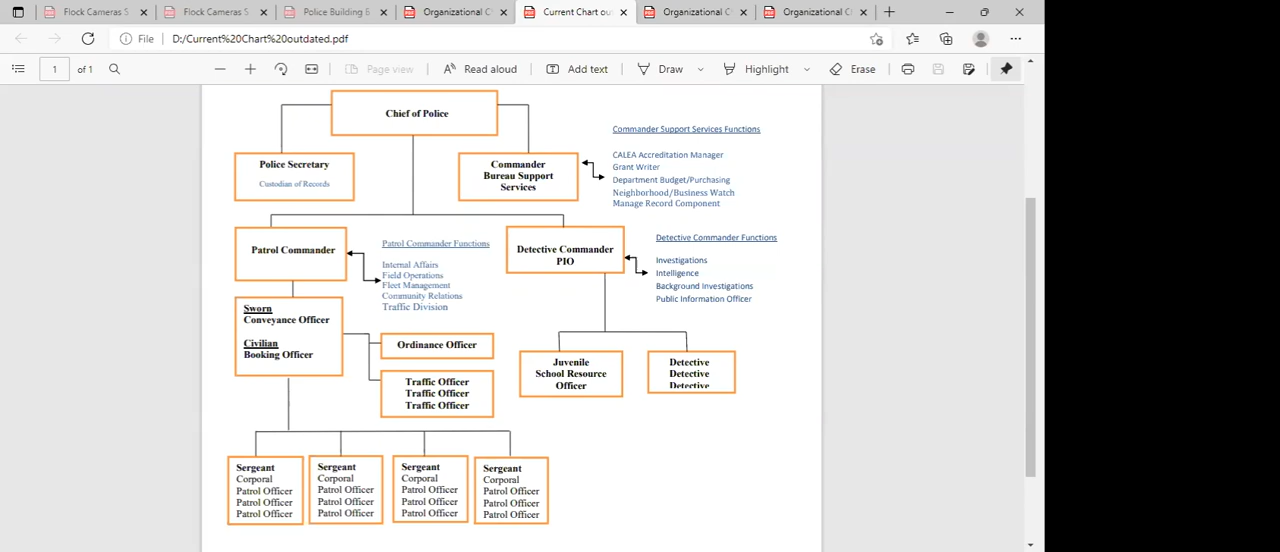 Flock Cameras S
Flock Cameras S
Police Building E
Organizational C
Current Chart ou
Organizational C
Organizational C
File
D:/Current%20Chart%20outdated.pdf
1 of 1
Page view
Read aloud
Add text
Draw
Highlight
Erase
Chief of Police
Police Secretary
Custodian of Records
Commander
Bureau Support
Services
Commander Support Services Functions
CALEA Accreditation Manager
Grant Writer
Department Budget/Purchasing
Neighborhood/Business Watch
Manage Record Component
Patrol Commander
Patrol Commander Functions
Internal Affairs
Field Operations
Fleet Management
Community Relations
Traffic Division
Detective Commander
PIO
Detective Commander Functions
Investigations
Intelligence
Background Investigations
Public Information Officer
Sworn
Conveyance Officer
Civilian
Booking Officer
Ordinance Officer
Traffic Officer
Traffic Officer
Traffic Officer
Juvenile
School Resource
Officer
Detective
Detective
Detective
Sergeant
Corporal
Patrol Officer
Patrol Officer
Patrol Officer
Sergeant
Corporal
Patrol Officer
Patrol Officer
Patrol Officer
Sergeant
Corporal
Patrol Officer
Patrol Officer
Patrol Officer
Sergeant
Corporal
Patrol Officer
Patrol Officer
Patrol Officer